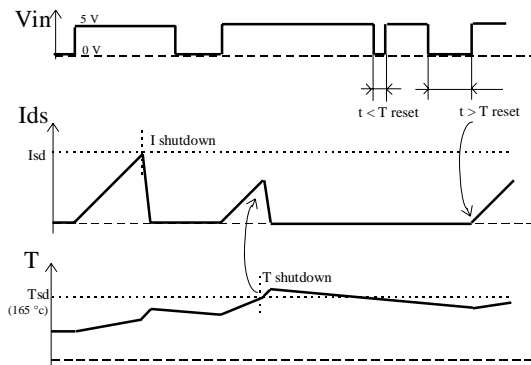 Vin
5 V
0 V
t < T reset
t > T reset
Ids
I shutdown
Isd
T
T shutdown
Tsd
(165 °c)